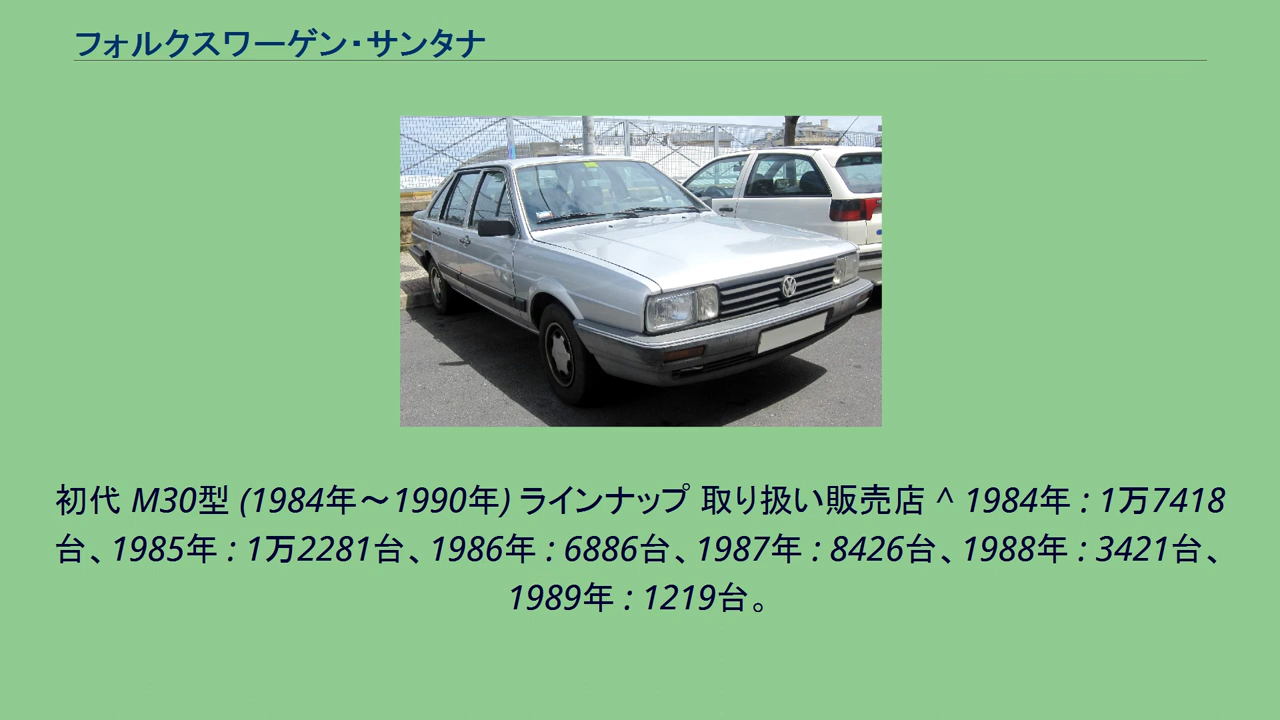 フォルクスワーゲン・サンタナ
初代 M30型 (1984年〜1990年) ラインナップ 取り扱い販売店 ^ 1984年 : 1万7418
台、1985年 : 1万2281台、1986年 : 6886台、1987年 : 8426台、1988年 : 3421台、
1989年 : 1219台。